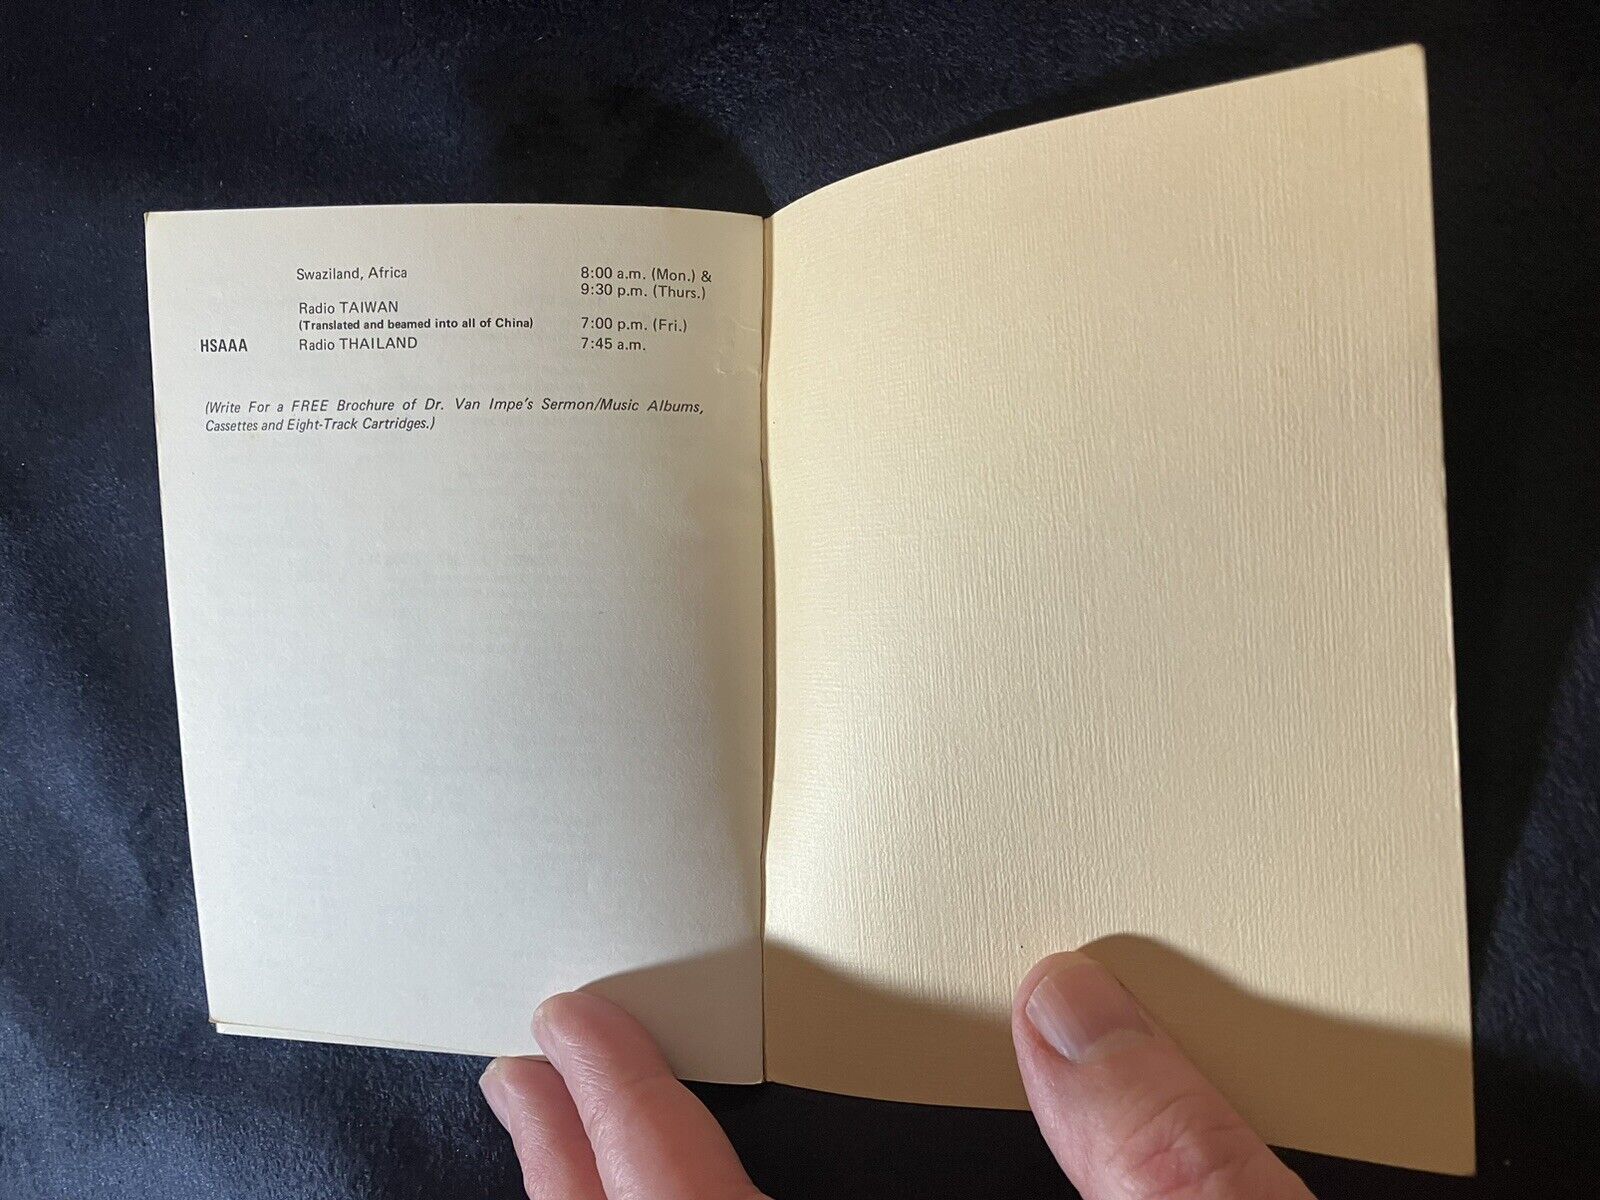 Swaziland, Africa 8:00 a.m. (Mon.) &
9:30 p.m. (Thurs.)
Radio TAIWAN
(Translated and beamed into all of China) 7:00 p.m. (Fri.)
HSAAA Radio THAILAND 7:45 a.m.
(Write For a FREE Brochure of Dr. Van Impe's Sermon/Music Albums,
Cassettes and Eight-Track Cartridges.)